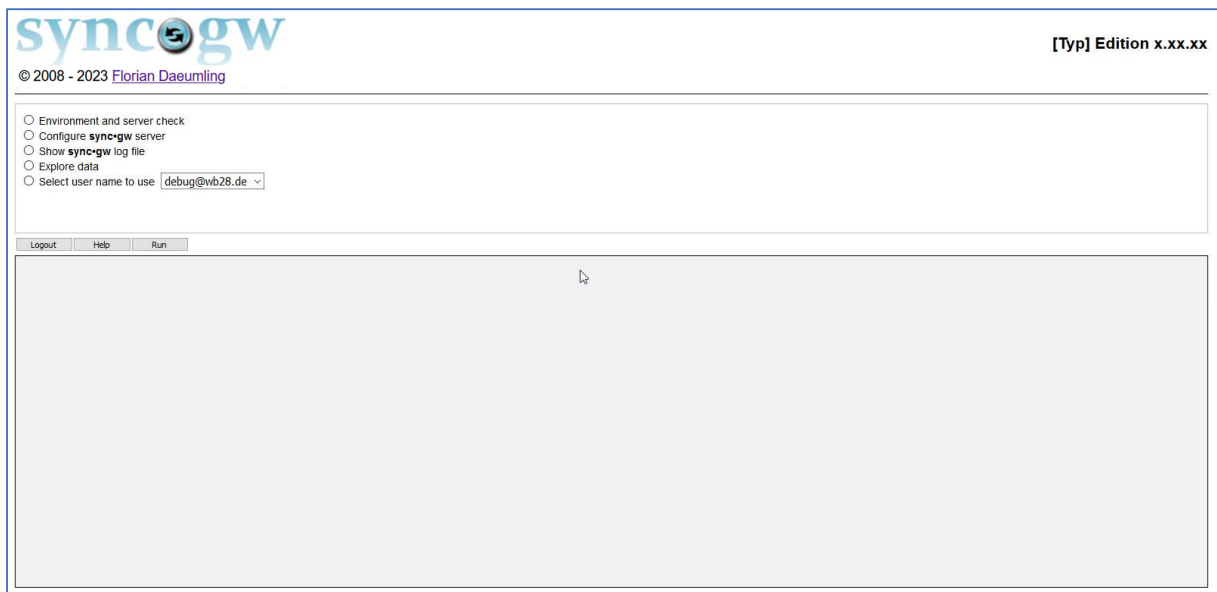 sync•gw
[Typ] Edition x.xx.xx
© 2008 - 2023 Florian Daeumling
Environment and server check
Configure sync•gw server
Show sync•gw log file
Explore data
Select user name to use debug@wb28.de
Logout Help Run